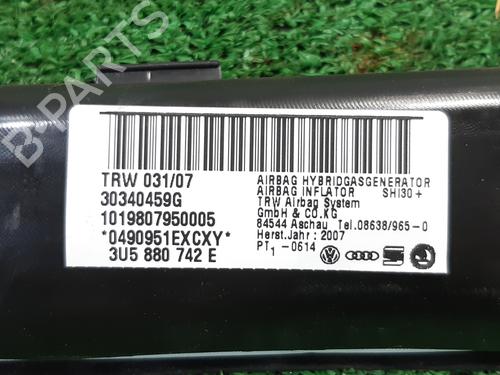 B-PARTS
TRW 031/07
30340459G
1019807950005
*0490951EXCXY*
3U5 880 742 E
AIRBAG HYBRIDGASGENERATOR
AIRBAG INFLATOR SHI30+
TRW Airbag System
GmbH & CO.KG
84544 Aschau Tel.08638/965-0
Herst.Jahr: 2007
PT1-0614